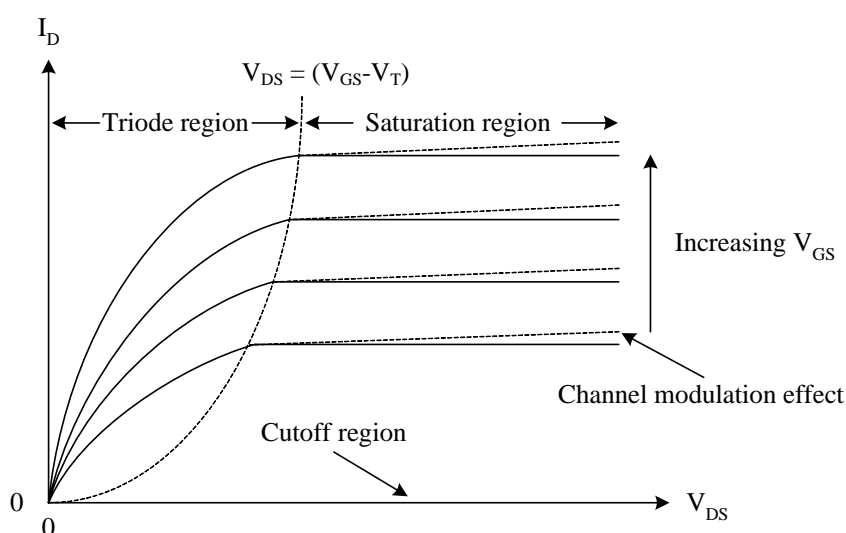 I_D
V_DS = (V_GS-V_T)
Triode region
Saturation region
Increasing V_GS
Channel modulation effect
Cutoff region
0
V_DS
0